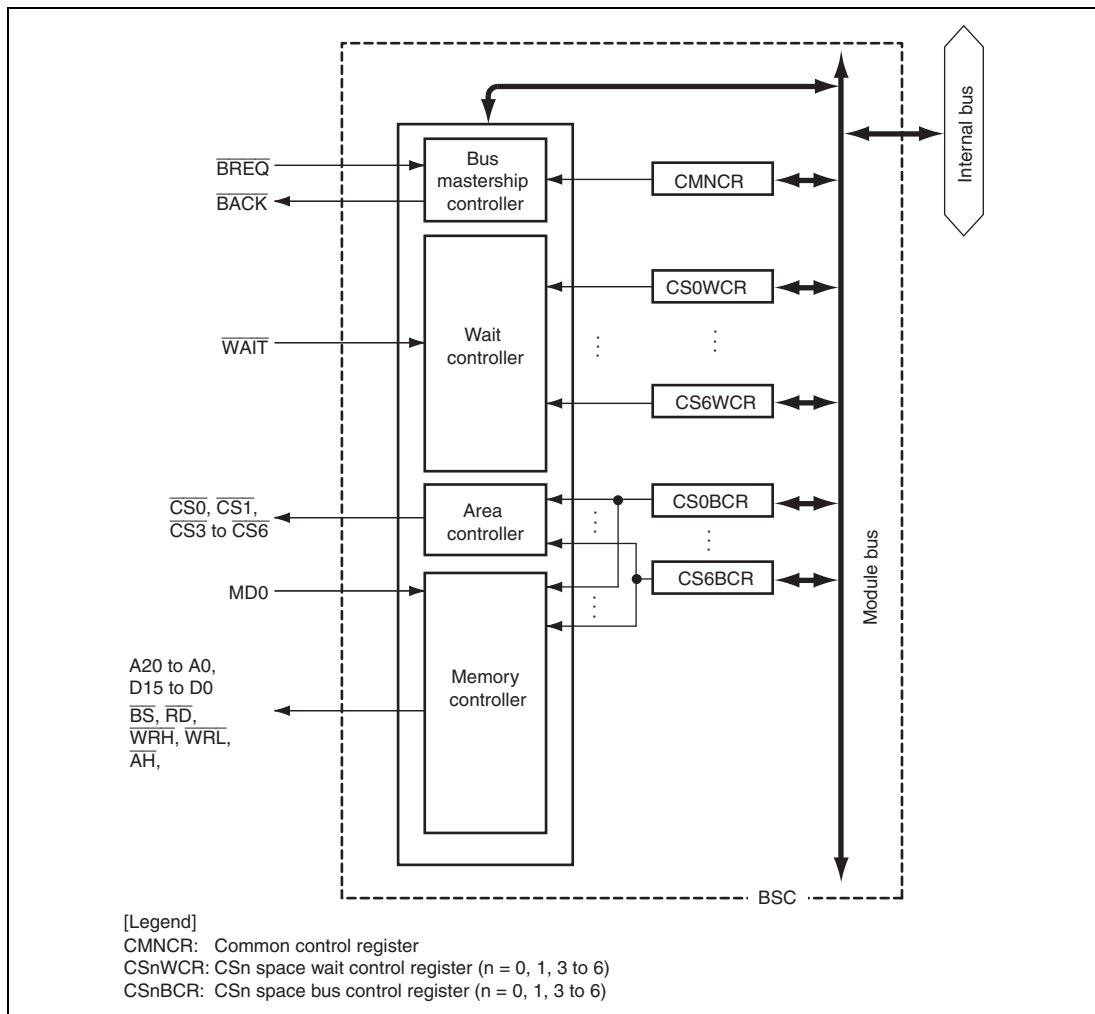 BREQ
BACK
WAIT
CS0, CS1,
CS3 to CS6
MD0
A20 to A0,
D15 to D0
BS, RD,
WRH, WRL,
AH,
Bus
mastership
controller
Wait
controller
Area
controller
Memory
controller
CMNCR
CS0WCR
CS6WCR
CS0BCR
CS6BCR
Module bus
Internal bus
BSC
[Legend]
CMNCR: Common control register
CSnWCR: CSn space wait control register (n = 0, 1, 3 to 6)
CSnBCR: CSn space bus control register (n = 0, 1, 3 to 6)